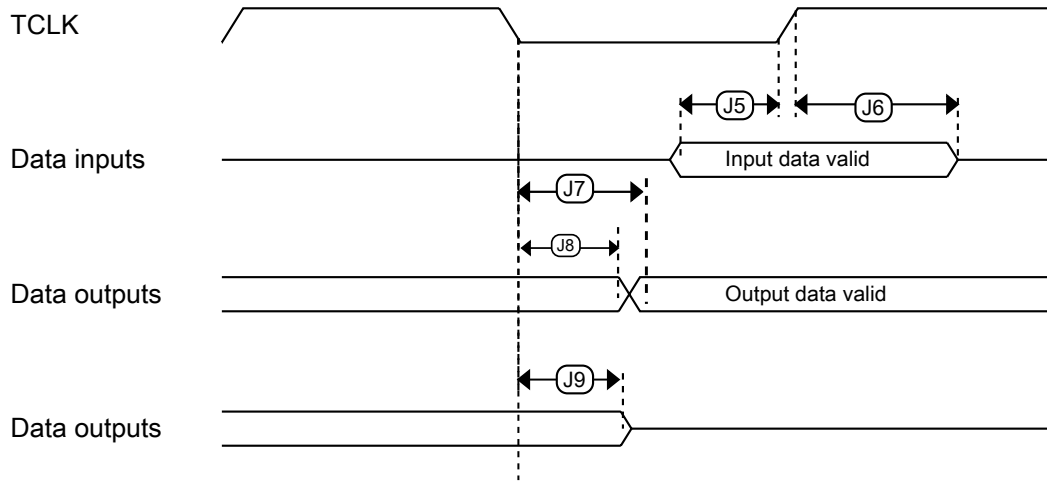 TCLK
J5
J6
Data inputs
Input data valid
J7
J8
Data outputs
Output data valid
J9
Data outputs